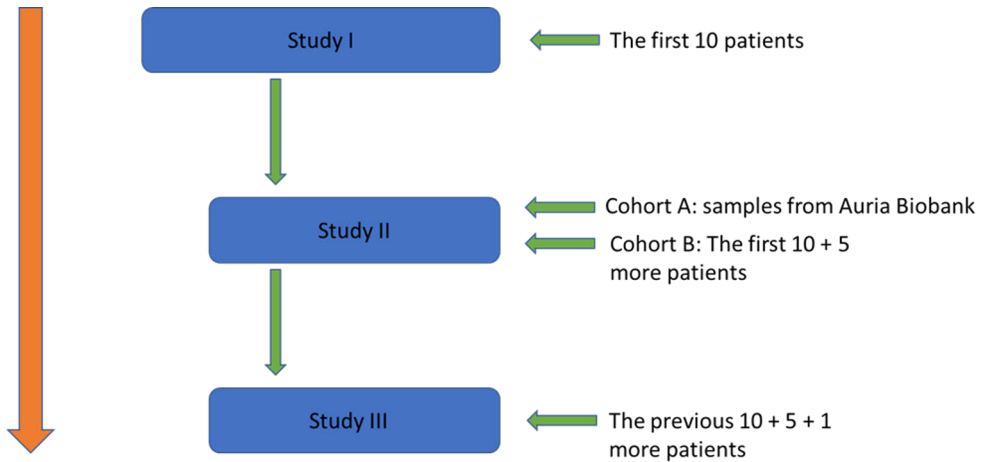 Study I
The first 10 patients
Study II
Cohort A: samples from Auria Biobank
Cohort B: The first 10 + 5
more patients
Study III
The previous 10 + 5 + 1
more patients